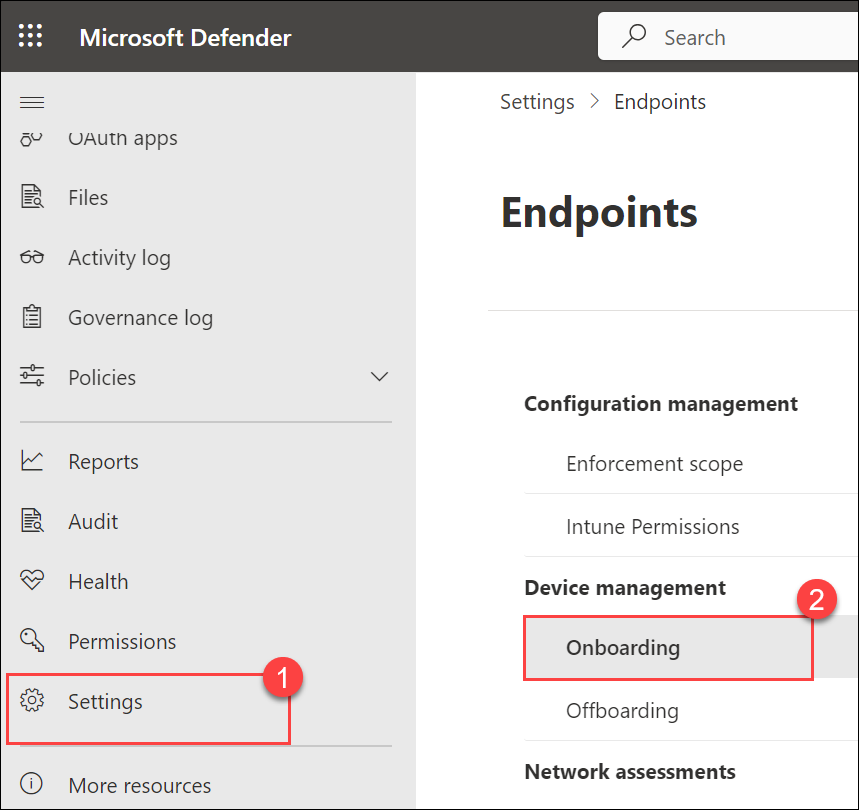 Microsoft Defender
Search
OAuth apps
Files
Activity log
Governance log
Policies
Reports
Audit
Health
Permissions
1
Settings
More resources
Settings > Endpoints
Endpoints
Configuration management
Enforcement scope
Intune Permissions
Device management
2
Onboarding
Offboarding
Network assessments